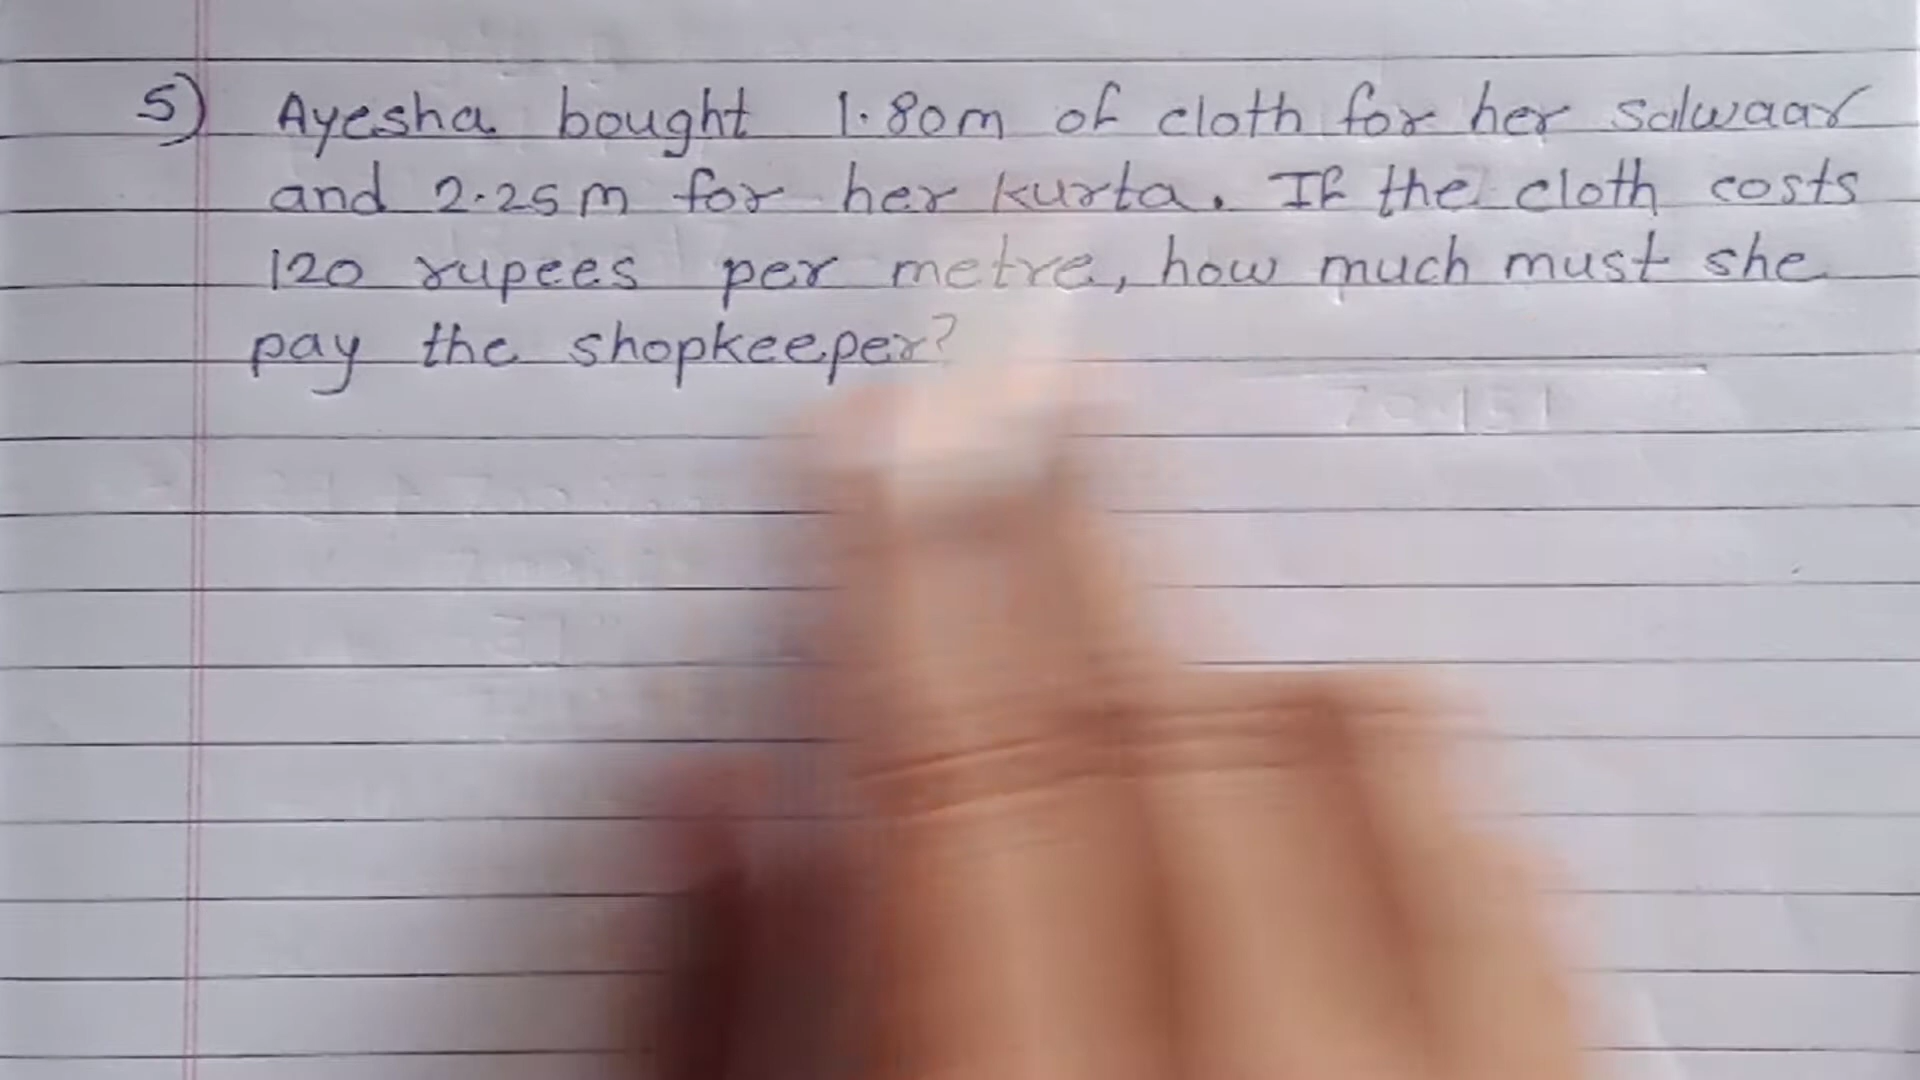 5) Ayesha bought 1.80m of cloth for her salwaar
and 2.25m for her kurta. If the cloth costs
120 rupees per metre, how much must she
pay the shopkeeper?